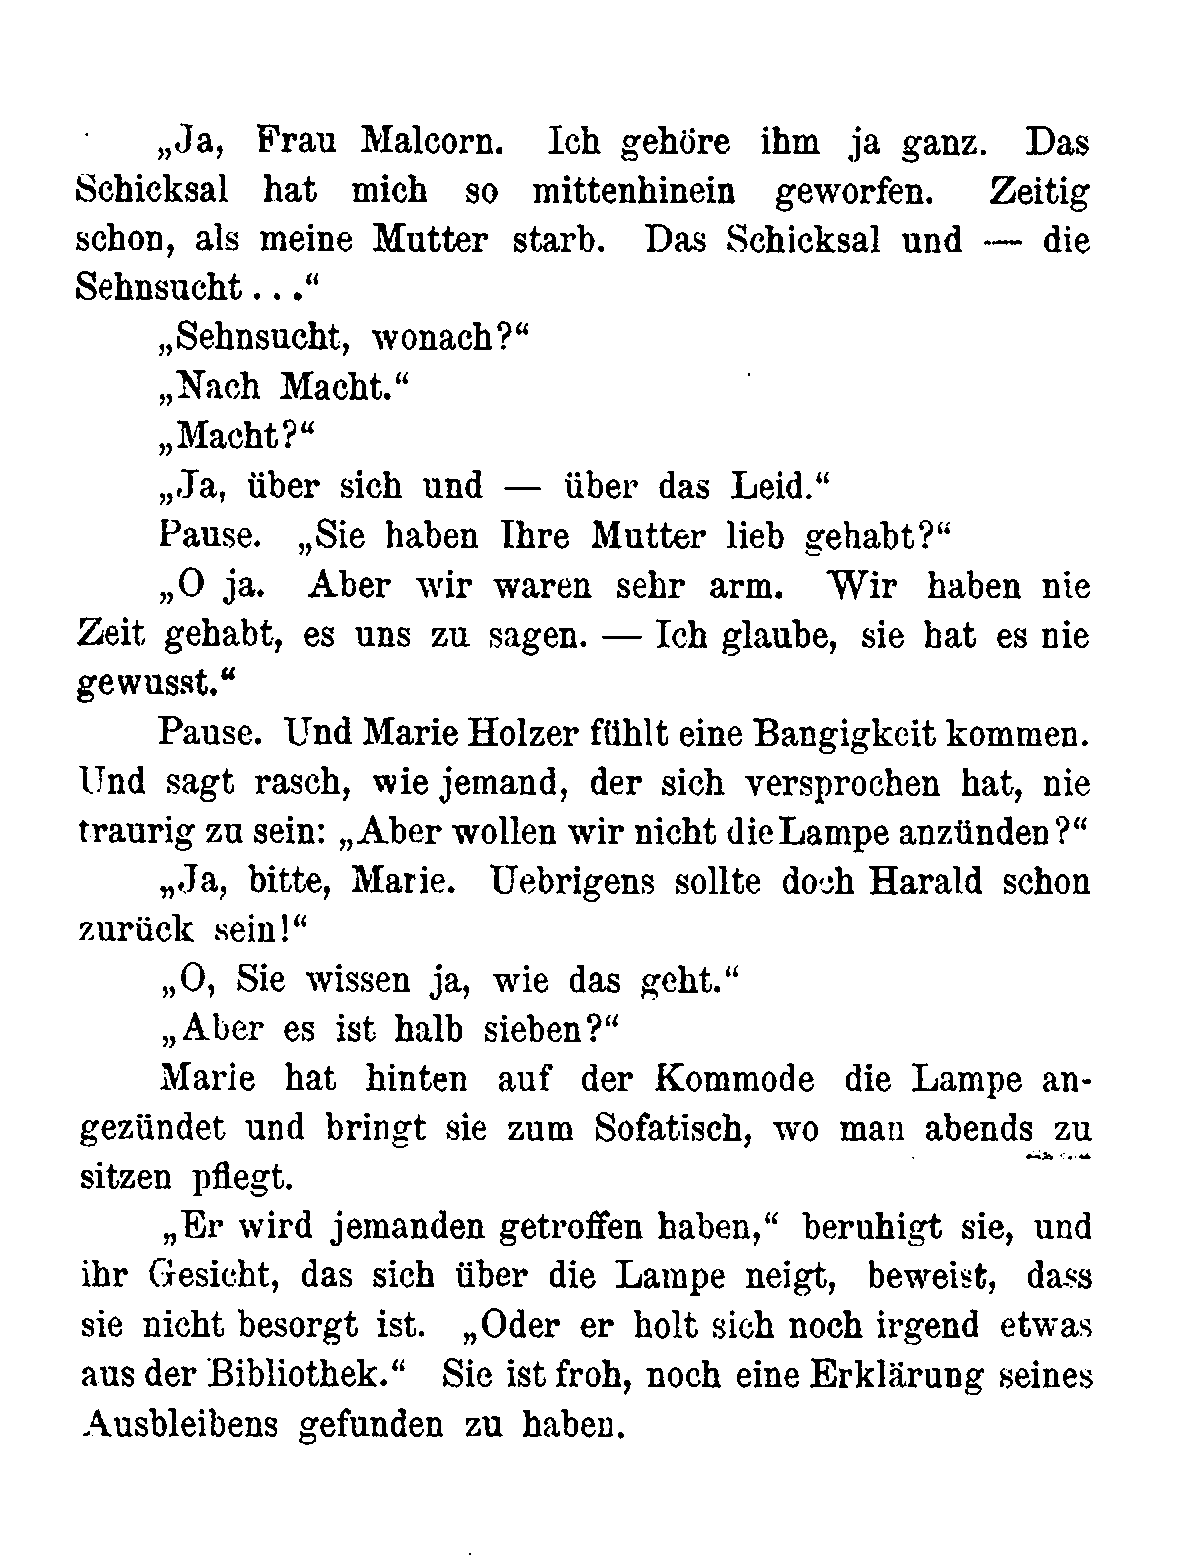 „Ja, Frau Malcorn. Ich gehöre ihm ja ganz. Das
Schicksal hat mich so mittenhinein geworfen. Zeitig
schon, als meine Mutter starb. Das Schicksal und — die
Sehnsucht . . .“
„Sehnsucht, wonach?“
„Nach Macht.“
„Macht?“
„Ja, über sich und — über das Leid.“
Pause. „Sie haben Ihre Mutter lieb gehabt?“
„O ja. Aber wir waren sehr arm. Wir haben nie
Zeit gehabt, es uns zu sagen. — Ich glaube, sie hat es nie
gewusst.“
Pause. Und Marie Holzer fühlt eine Bangigkeit kommen.
Und sagt rasch, wie jemand, der sich versprochen hat, nie
traurig zu sein: „Aber wollen wir nicht die Lampe anzünden?“
„Ja, bitte, Marie. Uebrigens sollte doch Harald schon
zurück sein!“
„O, Sie wissen ja, wie das geht.“
„Aber es ist halb sieben?“
Marie hat hinten auf der Kommode die Lampe an-
gezündet und bringt sie zum Sofatisch, wo man abends zu
sitzen pflegt.
„Er wird jemanden getroffen haben,“ beruhigt sie, und
ihr Gesicht, das sich über die Lampe neigt, beweist, dass
sie nicht besorgt ist. „Oder er holt sich noch irgend etwas
aus der Bibliothek.“ Sie ist froh, noch eine Erklärung seines
Ausbleibens gefunden zu haben.